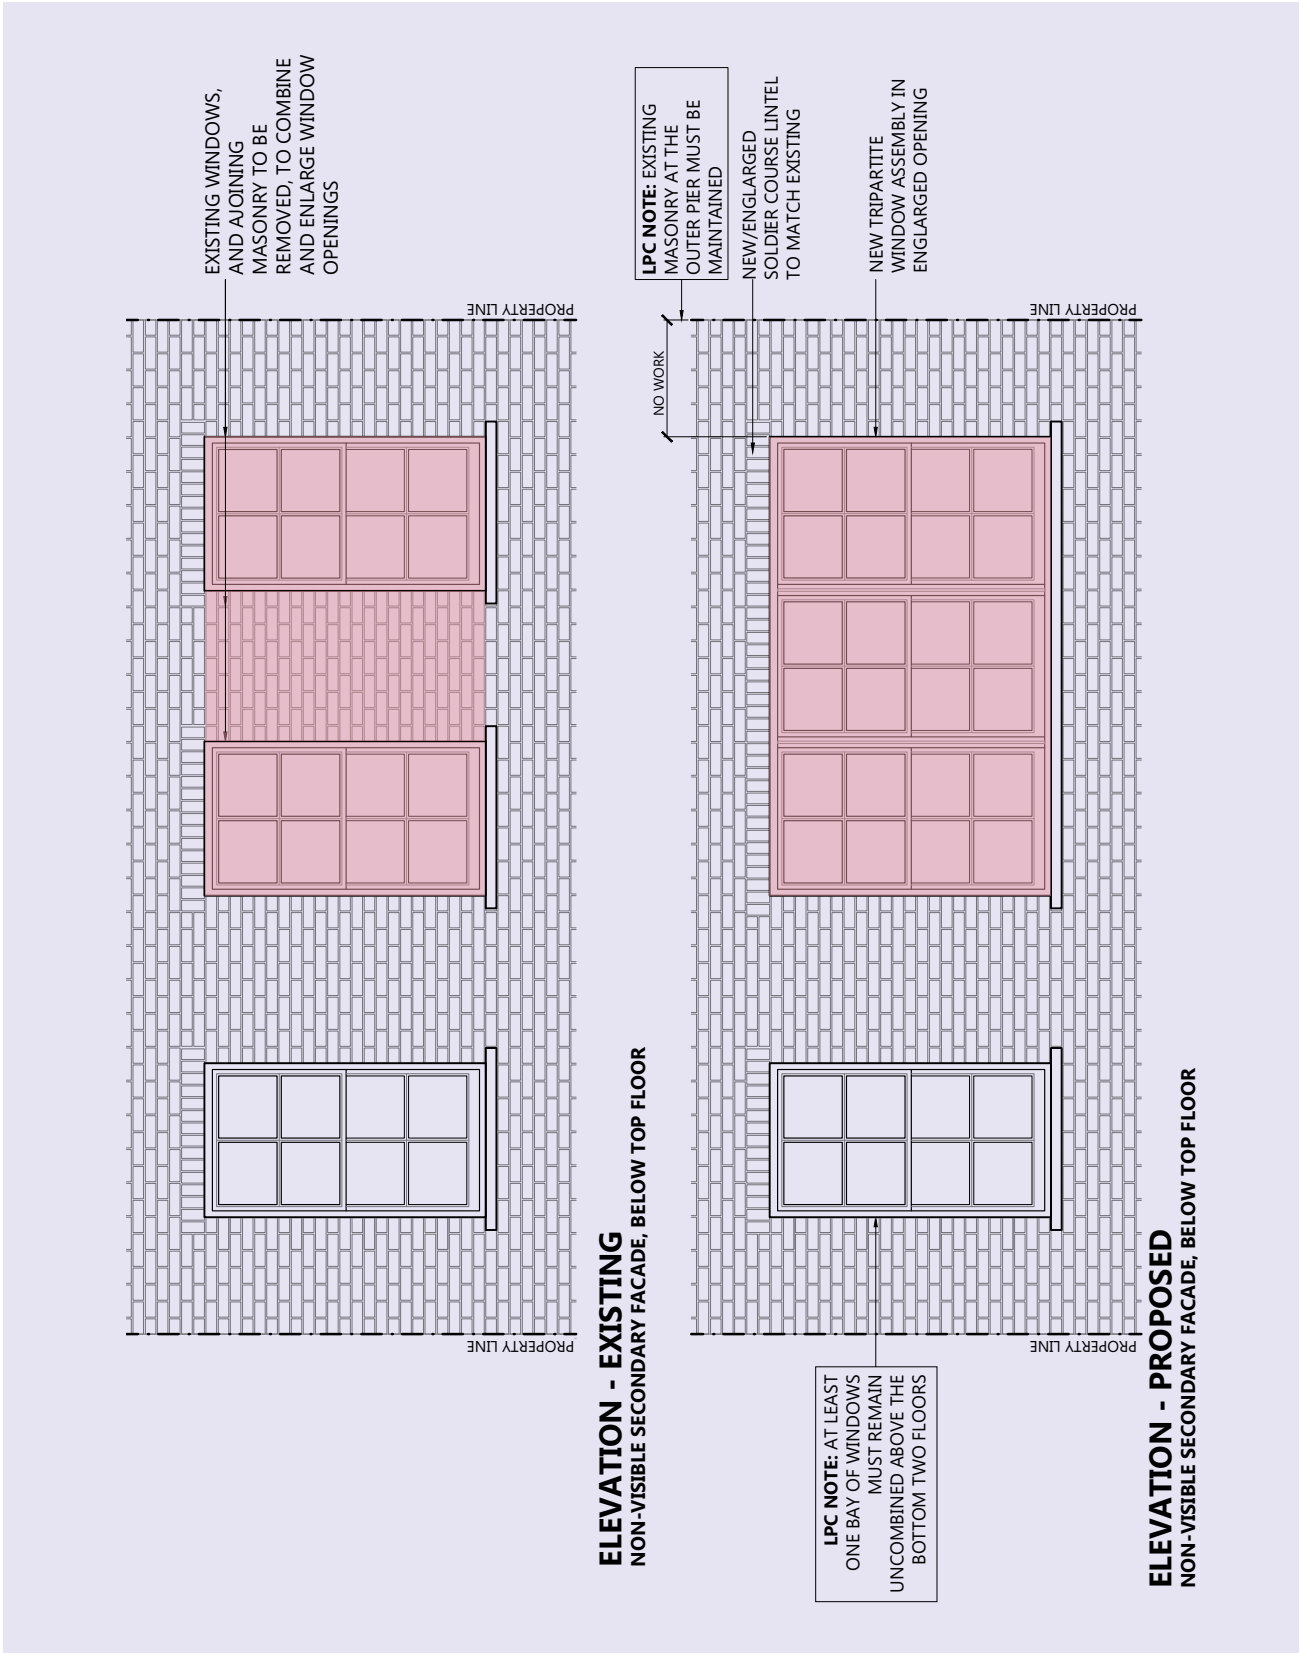 EXISTING WINDOWS,
AND AJOINING
MASONRY TO BE
REMOVED, TO COMBINE
AND ENLARGE WINDOW
OPENINGS
PROPERTY LINE
PROPERTY LINE
ELEVATION - EXISTING
NON-VISIBLE SECONDARY FACADE, BELOW TOP FLOOR
LPC NOTE: EXISTING
MASONRY AT THE
OUTER PIER MUST BE
MAINTAINED
NO WORK
NEW/ENGLARGED
SOLDIER COURSE LINTEL
TO MATCH EXISTING
NEW TRIPARTITE
WINDOW ASSEMBLY IN
ENGLARGED OPENING
PROPERTY LINE
PROPERTY LINE
LPC NOTE: AT LEAST
ONE BAY OF WINDOWS
MUST REMAIN
UNCOMBINED ABOVE THE
BOTTOM TWO FLOORS
ELEVATION - PROPOSED
NON-VISIBLE SECONDARY FACADE, BELOW TOP FLOOR